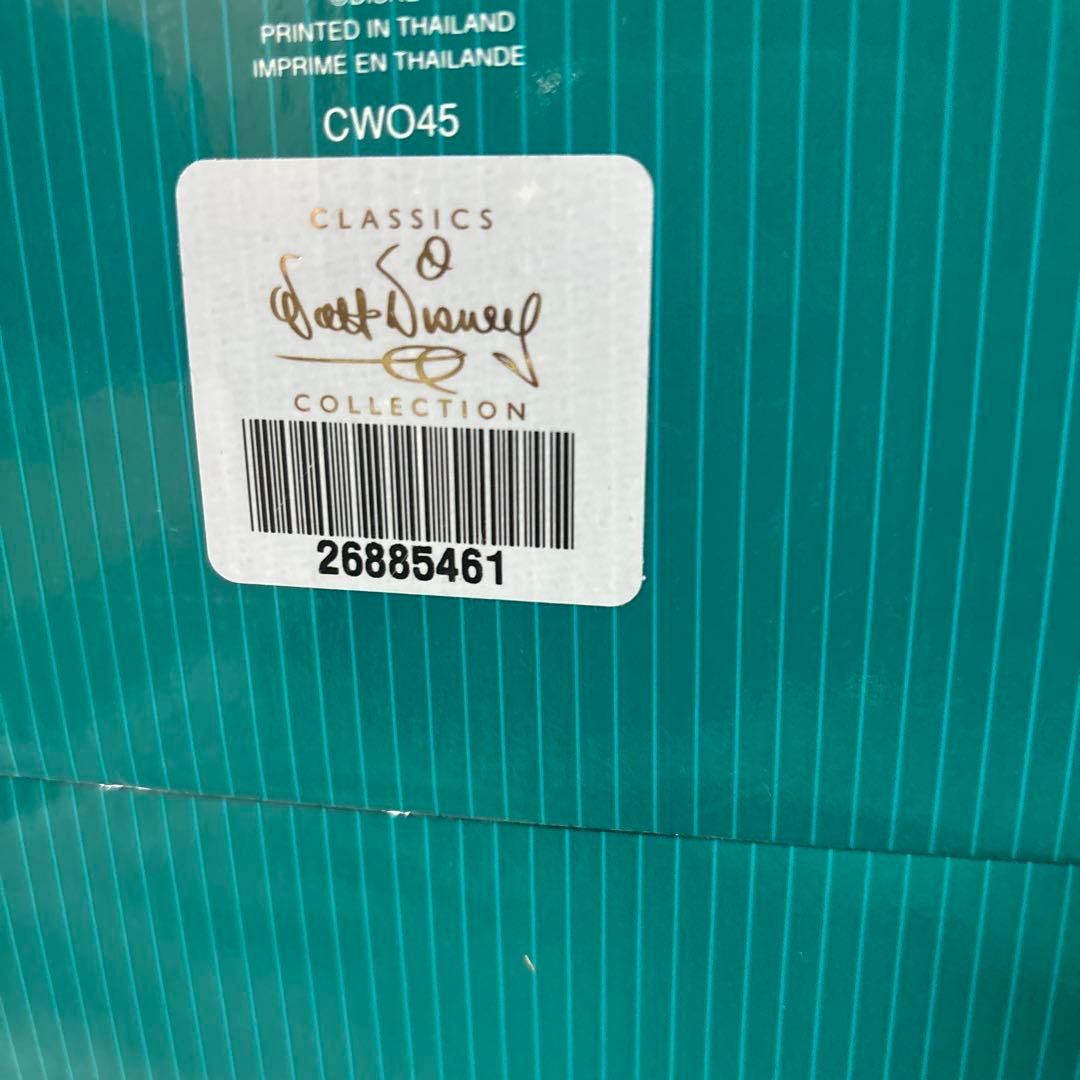 PRINTED IN THAILAND
IMPRIME EN THAILANDE
CWO45
CLASSICS
Walt Disney
COLLECTION
26885461